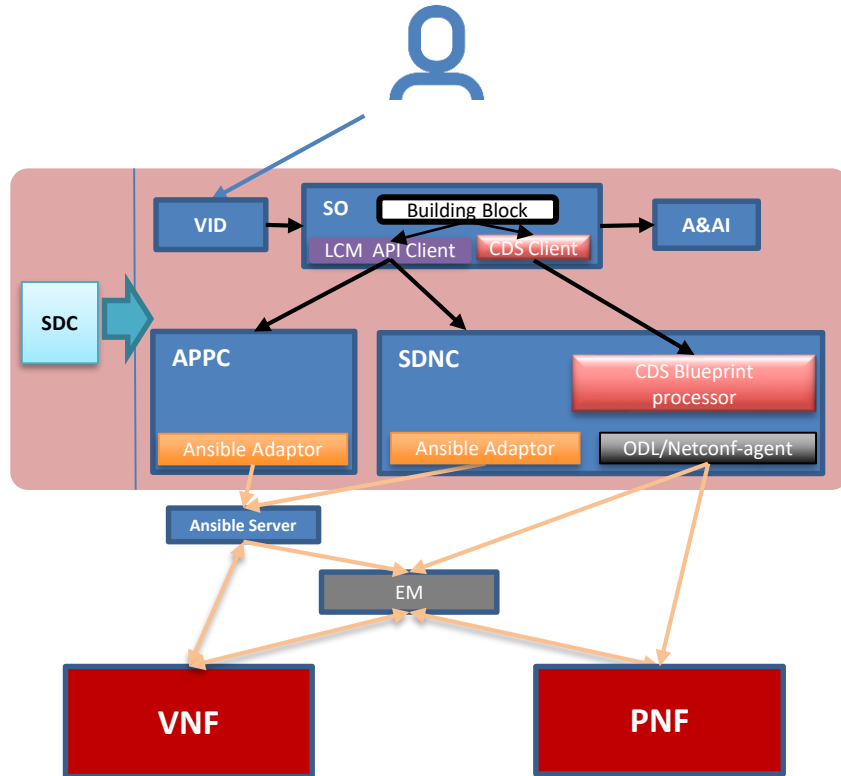 VID
SO
Building Block
LCM  API Client
CDS Client
A&AI
SDC
APPC
SDNC
CDS Blueprint
processor
Ansible Adaptor
Ansible Adaptor
ODL/Netconf-agent
Ansible Server
EM
VNF
PNF